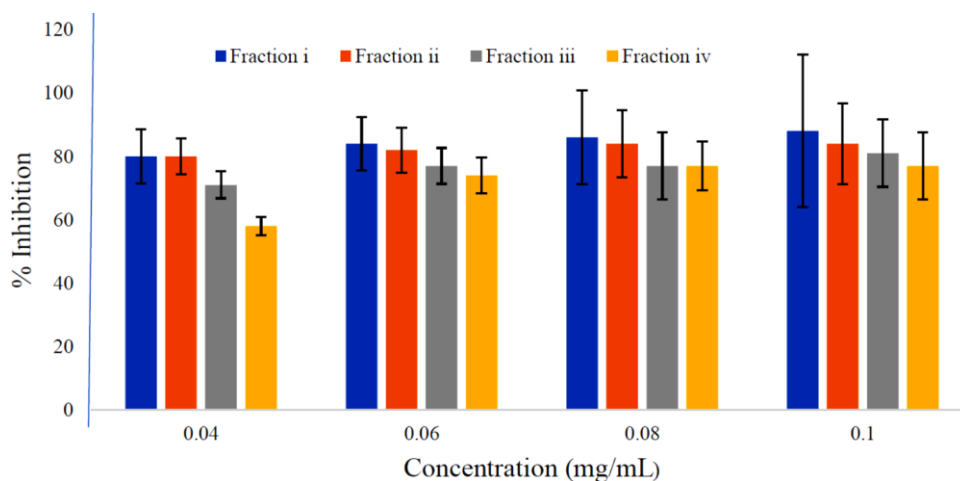 120
Fraction i Fraction ii Fraction iii Fraction iv
100
80
60
40
20
0
% Inhibition
0.04 0.06 0.08 0.1
Concentration (mg/mL)